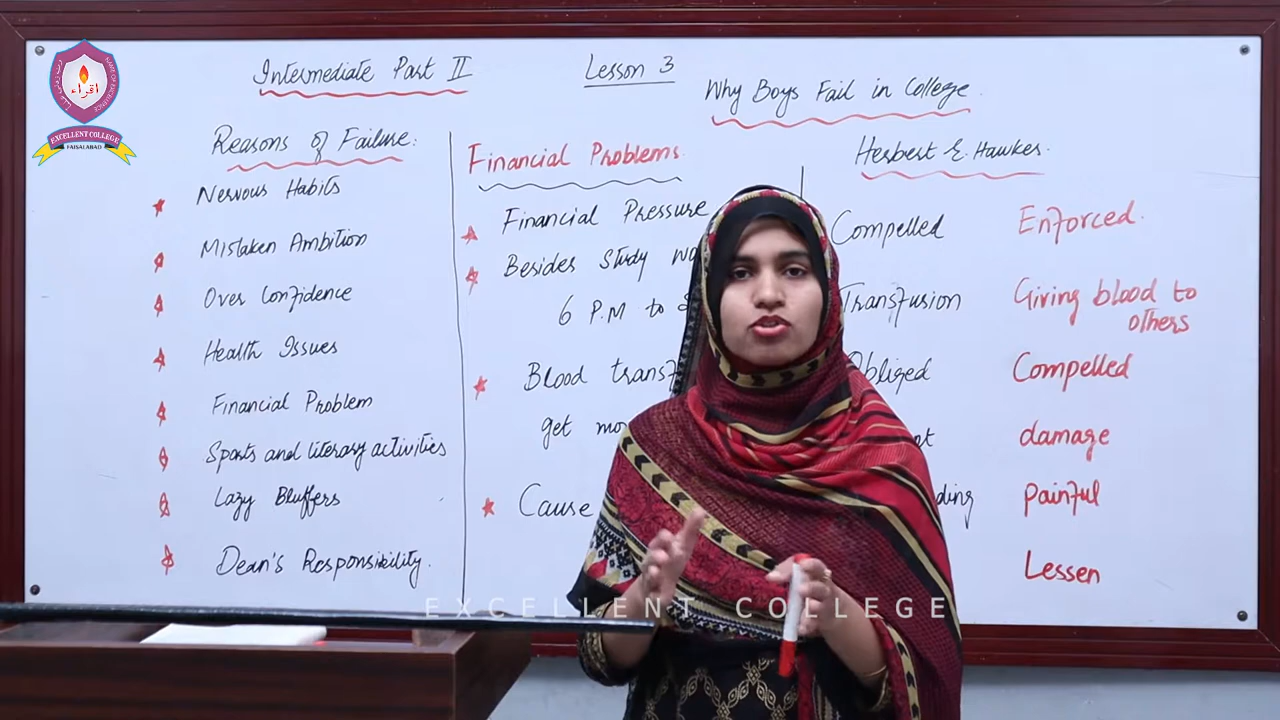 Intermediate Part II
Lesson 3
Why Boys Fail in College.
Reasons of Failure:
Nervous Habits
Mistaken Ambition
Over Confidence
Health Issues
Financial Problem
Sports and literary activities
Lazy Bluffers
Dean's Responsibility.
Financial Problems.
Financial Pressure
Besides study
6 P.M to
Blood
get
Cause
Herbert E. Hawkes.
Compelled Enforced.
Transfusion Giving blood to
others
Obliged Compelled
damage
Painful
Lessen
اقراء
EXCELLENT COLLEGE
FAISALABAD
EXCELLENT COLLEGE